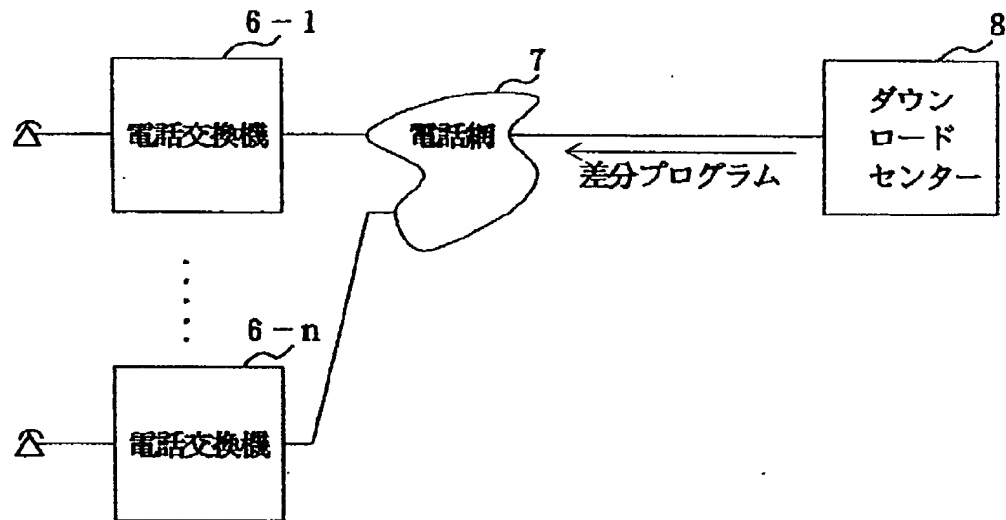 6-1
7
8
電話交換機
電話網
ダウン
ロード
センター
差分プログラム
6-n
電話交換機